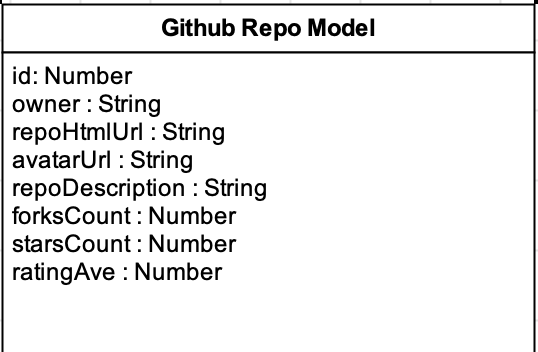 Github Repo Model
id: Number
owner : String
repoHtmlUrl : String
avatarUrl : String
repoDescription : String
forksCount : Number
starsCount : Number
ratingAve : Number